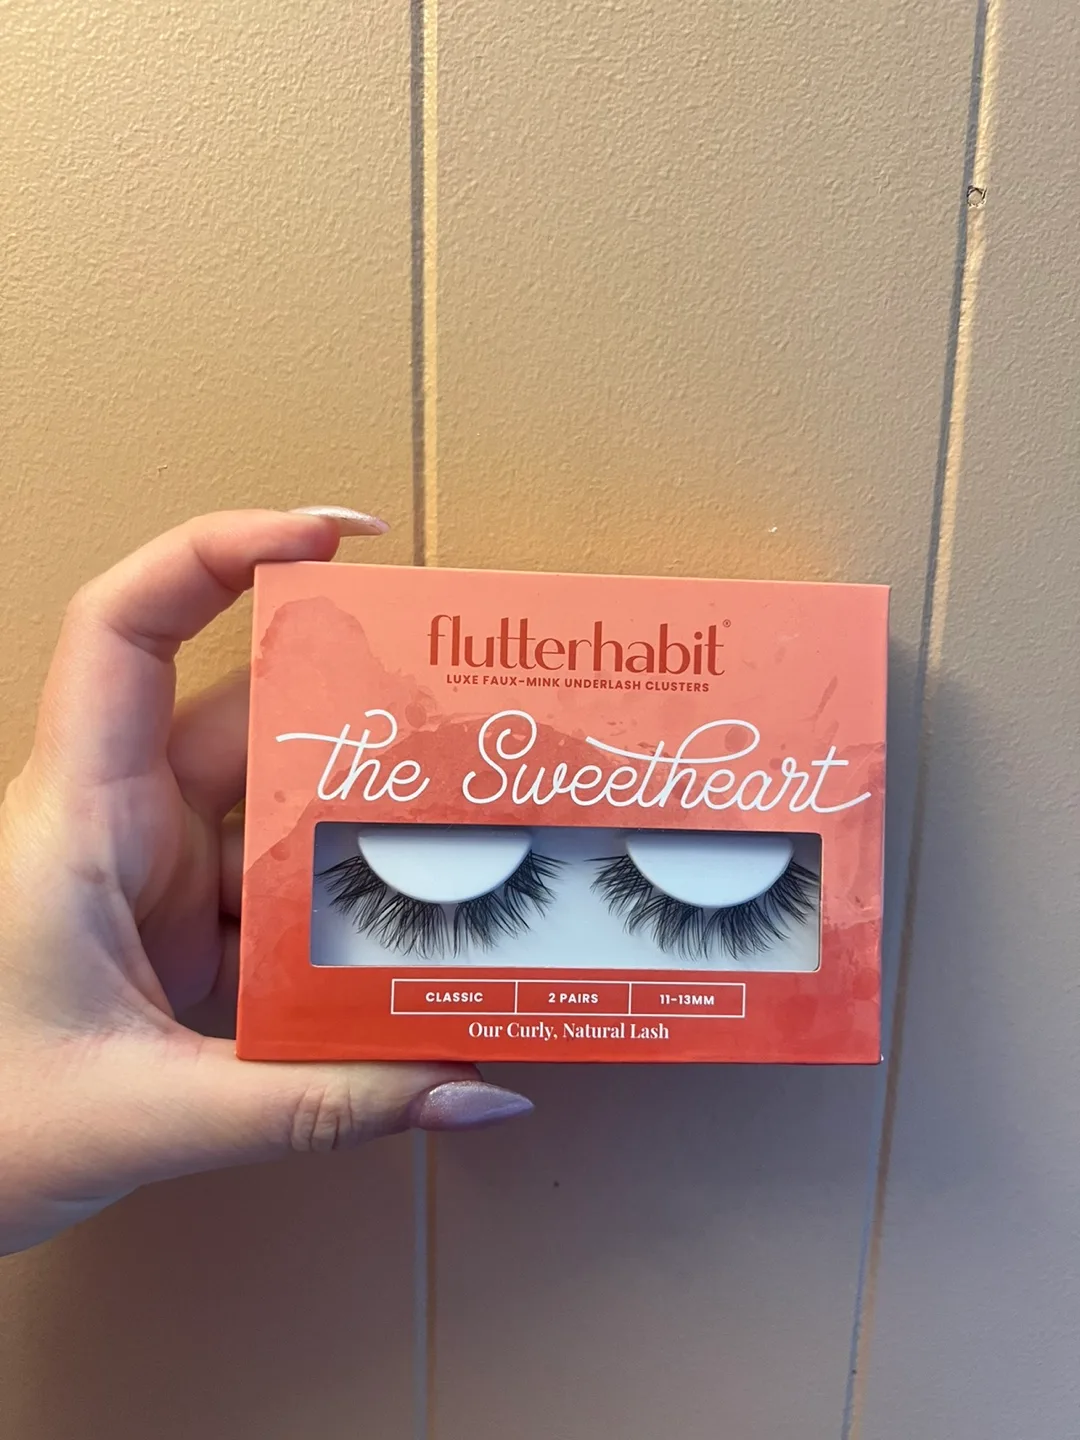 flutterhabit®
LUXE FAUX-MINK UNDERLASH CLUSTERS
the Sweetheart
CLASSIC
2 PAIRS
11-13MM
Our Curly, Natural Lash